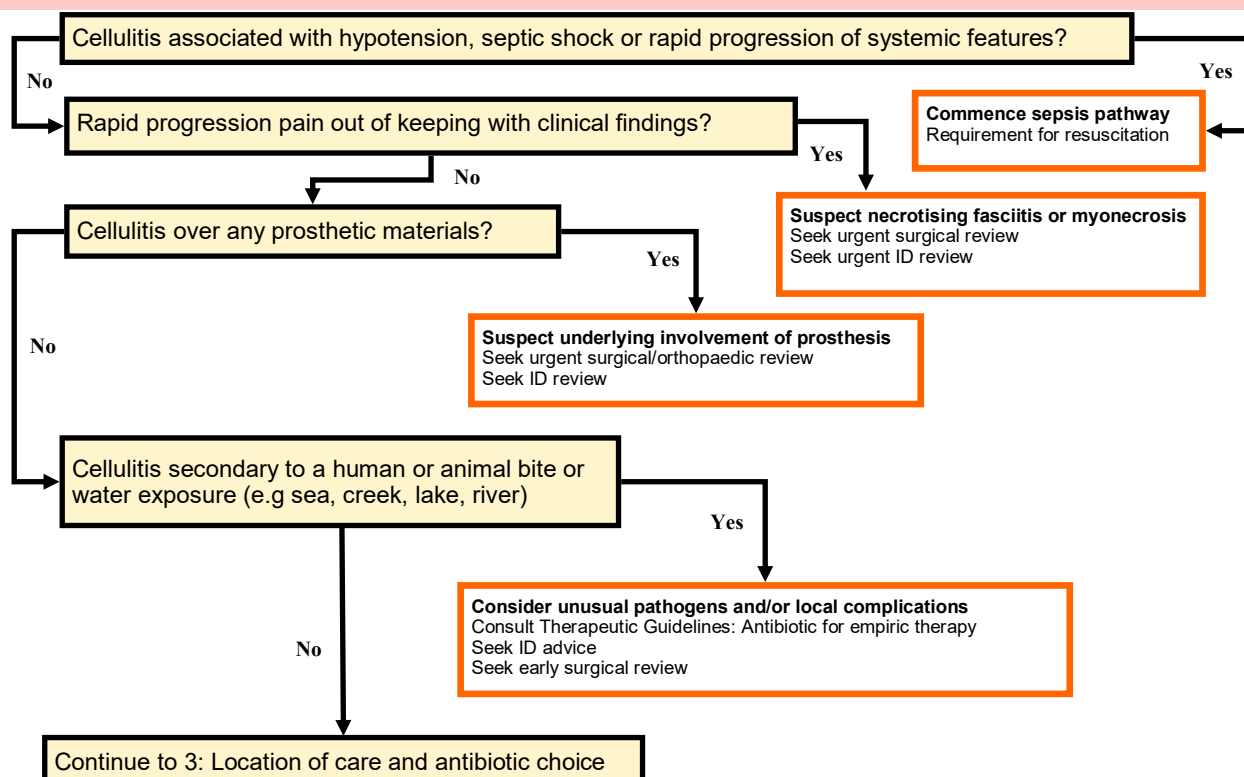 Cellulitis associated with hypotension, septic shock or rapid progression of systemic features?
No
Yes
Rapid progression pain out of keeping with clinical findings?
Commence sepsis pathway
Requirement for resuscitation
Yes
No
Suspect necrotising fasciitis or myonecrosis
Seek urgent surgical review
Seek urgent ID review
Cellulitis over any prosthetic materials?
Yes
No
Suspect underlying involvement of prosthesis
Seek urgent surgical/orthopaedic review
Seek ID review
Cellulitis secondary to a human or animal bite or
water exposure (e.g sea, creek, lake, river)
Yes
No
Consider unusual pathogens and/or local complications
Consult Therapeutic Guidelines: Antibiotic for empiric therapy
Seek ID advice
Seek early surgical review
Continue to 3: Location of care and antibiotic choice